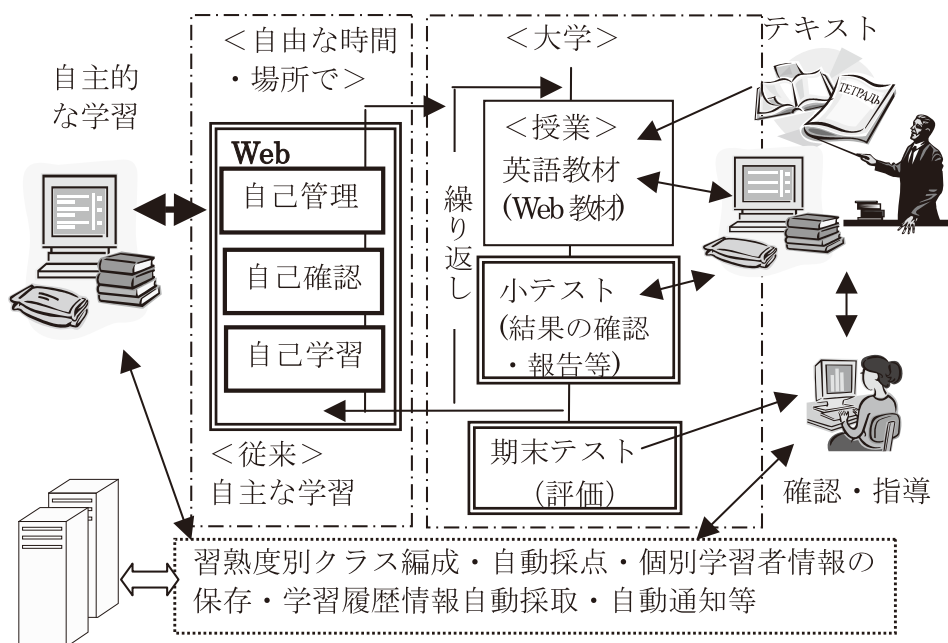 自主的
な学習
＜自由な時間
・場所で＞
Web
自己管理
自己確認
自己学習
＜従来＞
自主な学習
＜大学＞
繰り返し
＜授業＞
英語教材
(Web 教材)
小テスト
(結果の確認
・報告等)
期末テスト
(評価)
テキスト
ТЕТРАДЬ
確認・指導
習熟度別クラス編成・自動採点・個別学習者情報の
保存・学習履歴情報自動採取・自動通知等